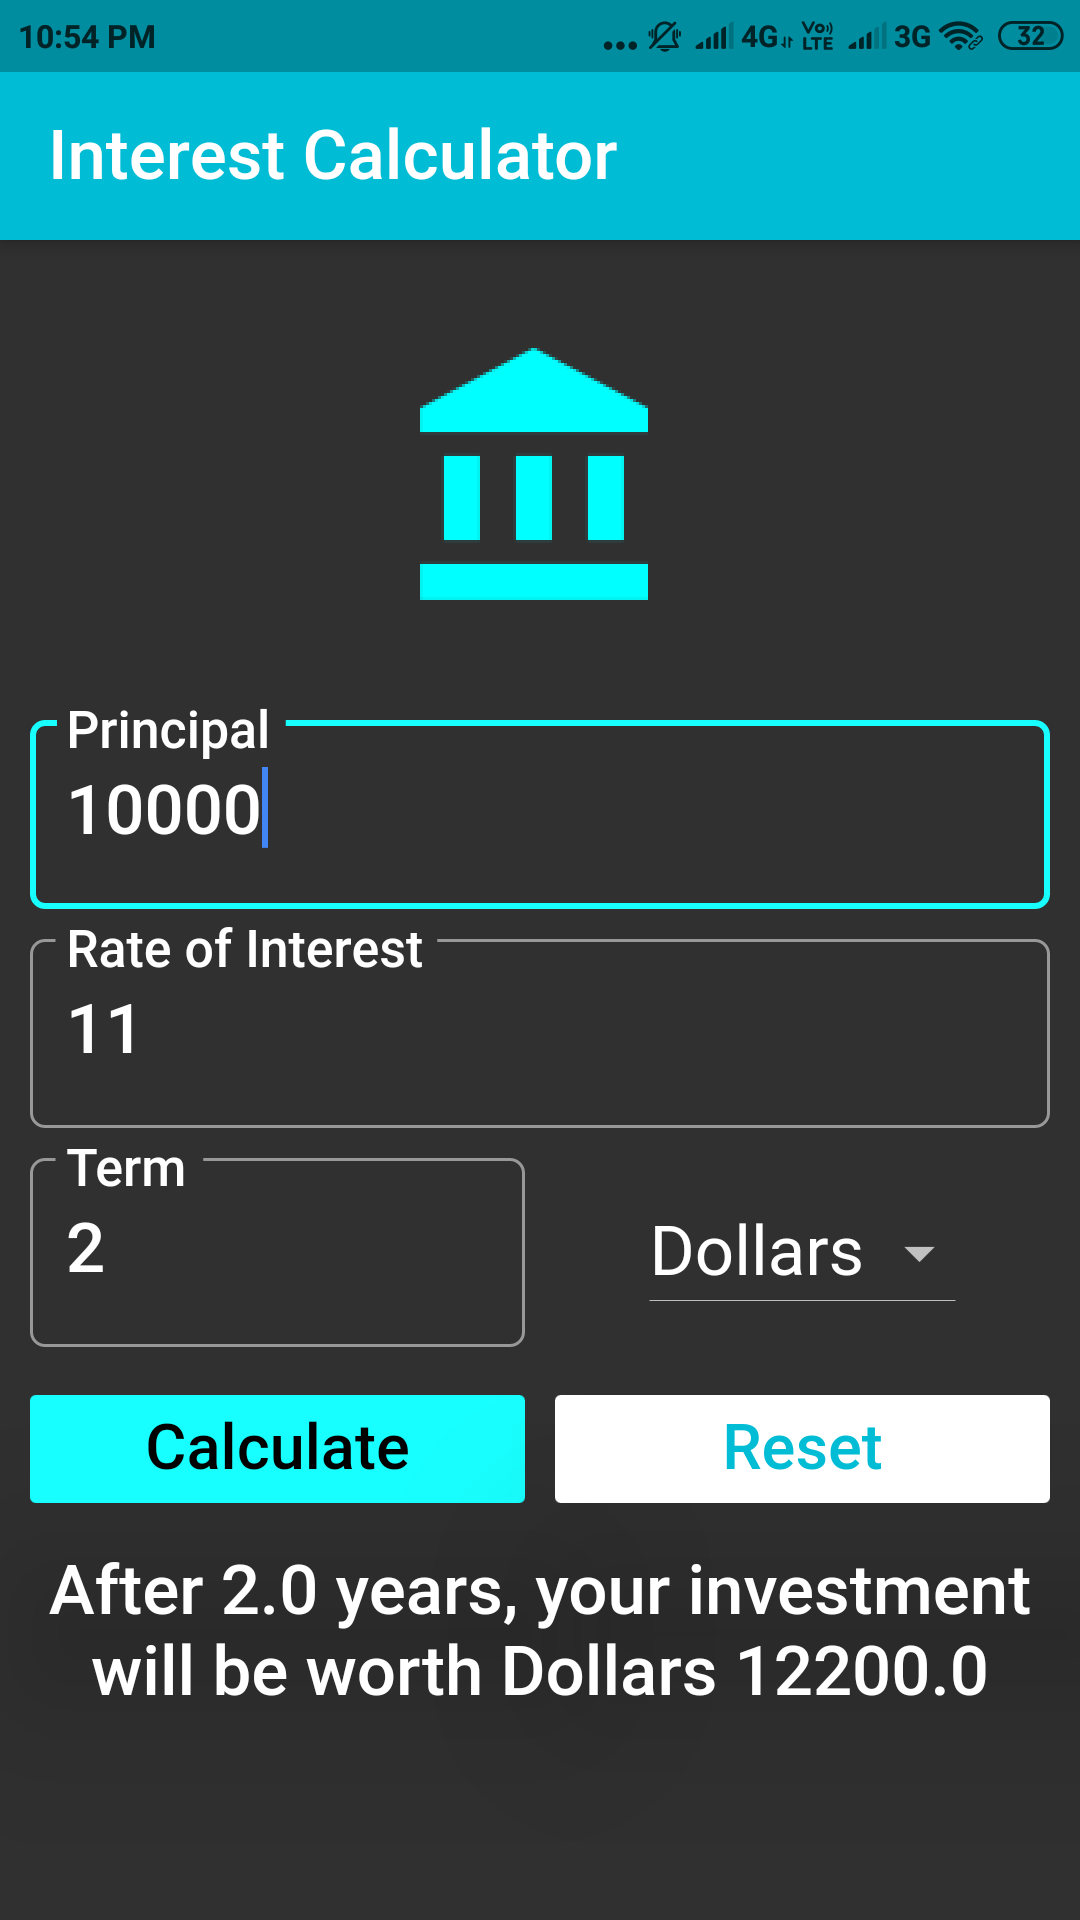 10:54 PM 4G Vo) LTE 3G 32
Interest Calculator
Principal
10000
Rate of Interest
11
Term
2
Dollars
Calculate Reset
After 2.0 years, your investment
will be worth Dollars 12200.0